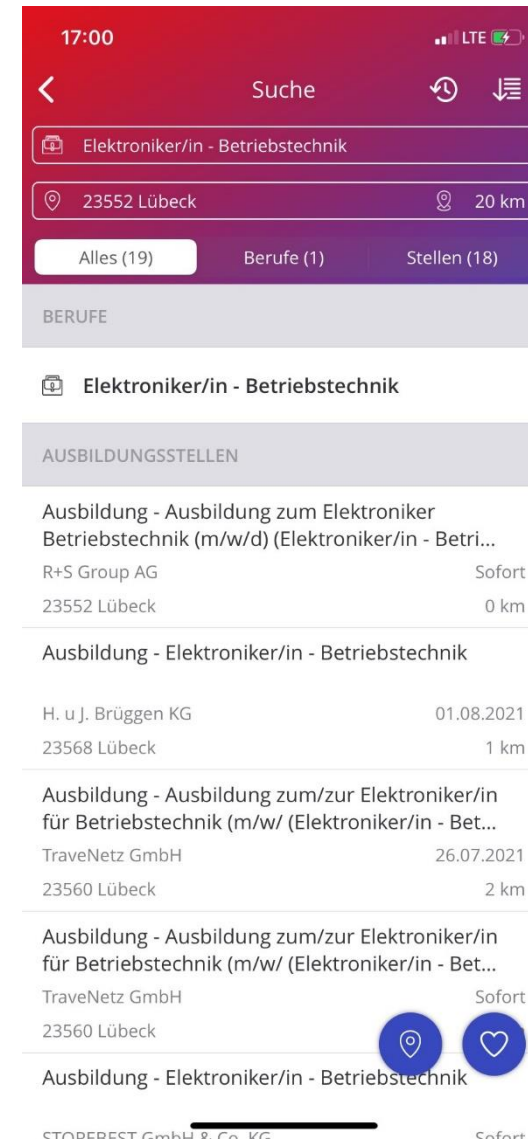 17:00
LTE
Suche
Elektroniker/in - Betriebstechnik
23552 Lübeck 20 km
Alles (19) Berufe (1) Stellen (18)
BERUFE
Elektroniker/in - Betriebstechnik
AUSBILDUNGSSTELLEN
Ausbildung - Ausbildung zum Elektroniker
Betriebstechnik (m/w/d) (Elektroniker/in - Betri...
R+S Group AG Sofort
23552 Lübeck 0 km
Ausbildung - Elektroniker/in - Betriebstechnik
H. u J. Brüggen KG 01.08.2021
23568 Lübeck 1 km
Ausbildung - Ausbildung zum/zur Elektroniker/in
für Betriebstechnik (m/w/ (Elektroniker/in - Bet...
TraveNetz GmbH 26.07.2021
23560 Lübeck 2 km
Ausbildung - Ausbildung zum/zur Elektroniker/in
für Betriebstechnik (m/w/ (Elektroniker/in - Bet...
TraveNetz GmbH Sofort
23560 Lübeck
Ausbildung - Elektroniker/in - Betriebstechnik
STOREBEST GmbH & Co. KG Sofort